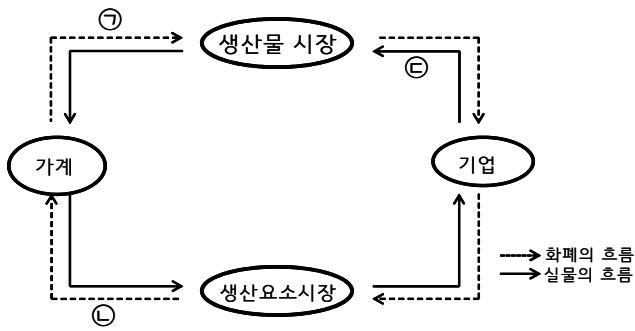 ㉠
생산물 시장
㉢
가계
기업
화폐의 흐름
실물의 흐름
생산요소시장
㉡